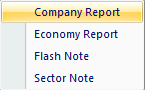 Company Report
Economy Report
Flash Note
Sector Note